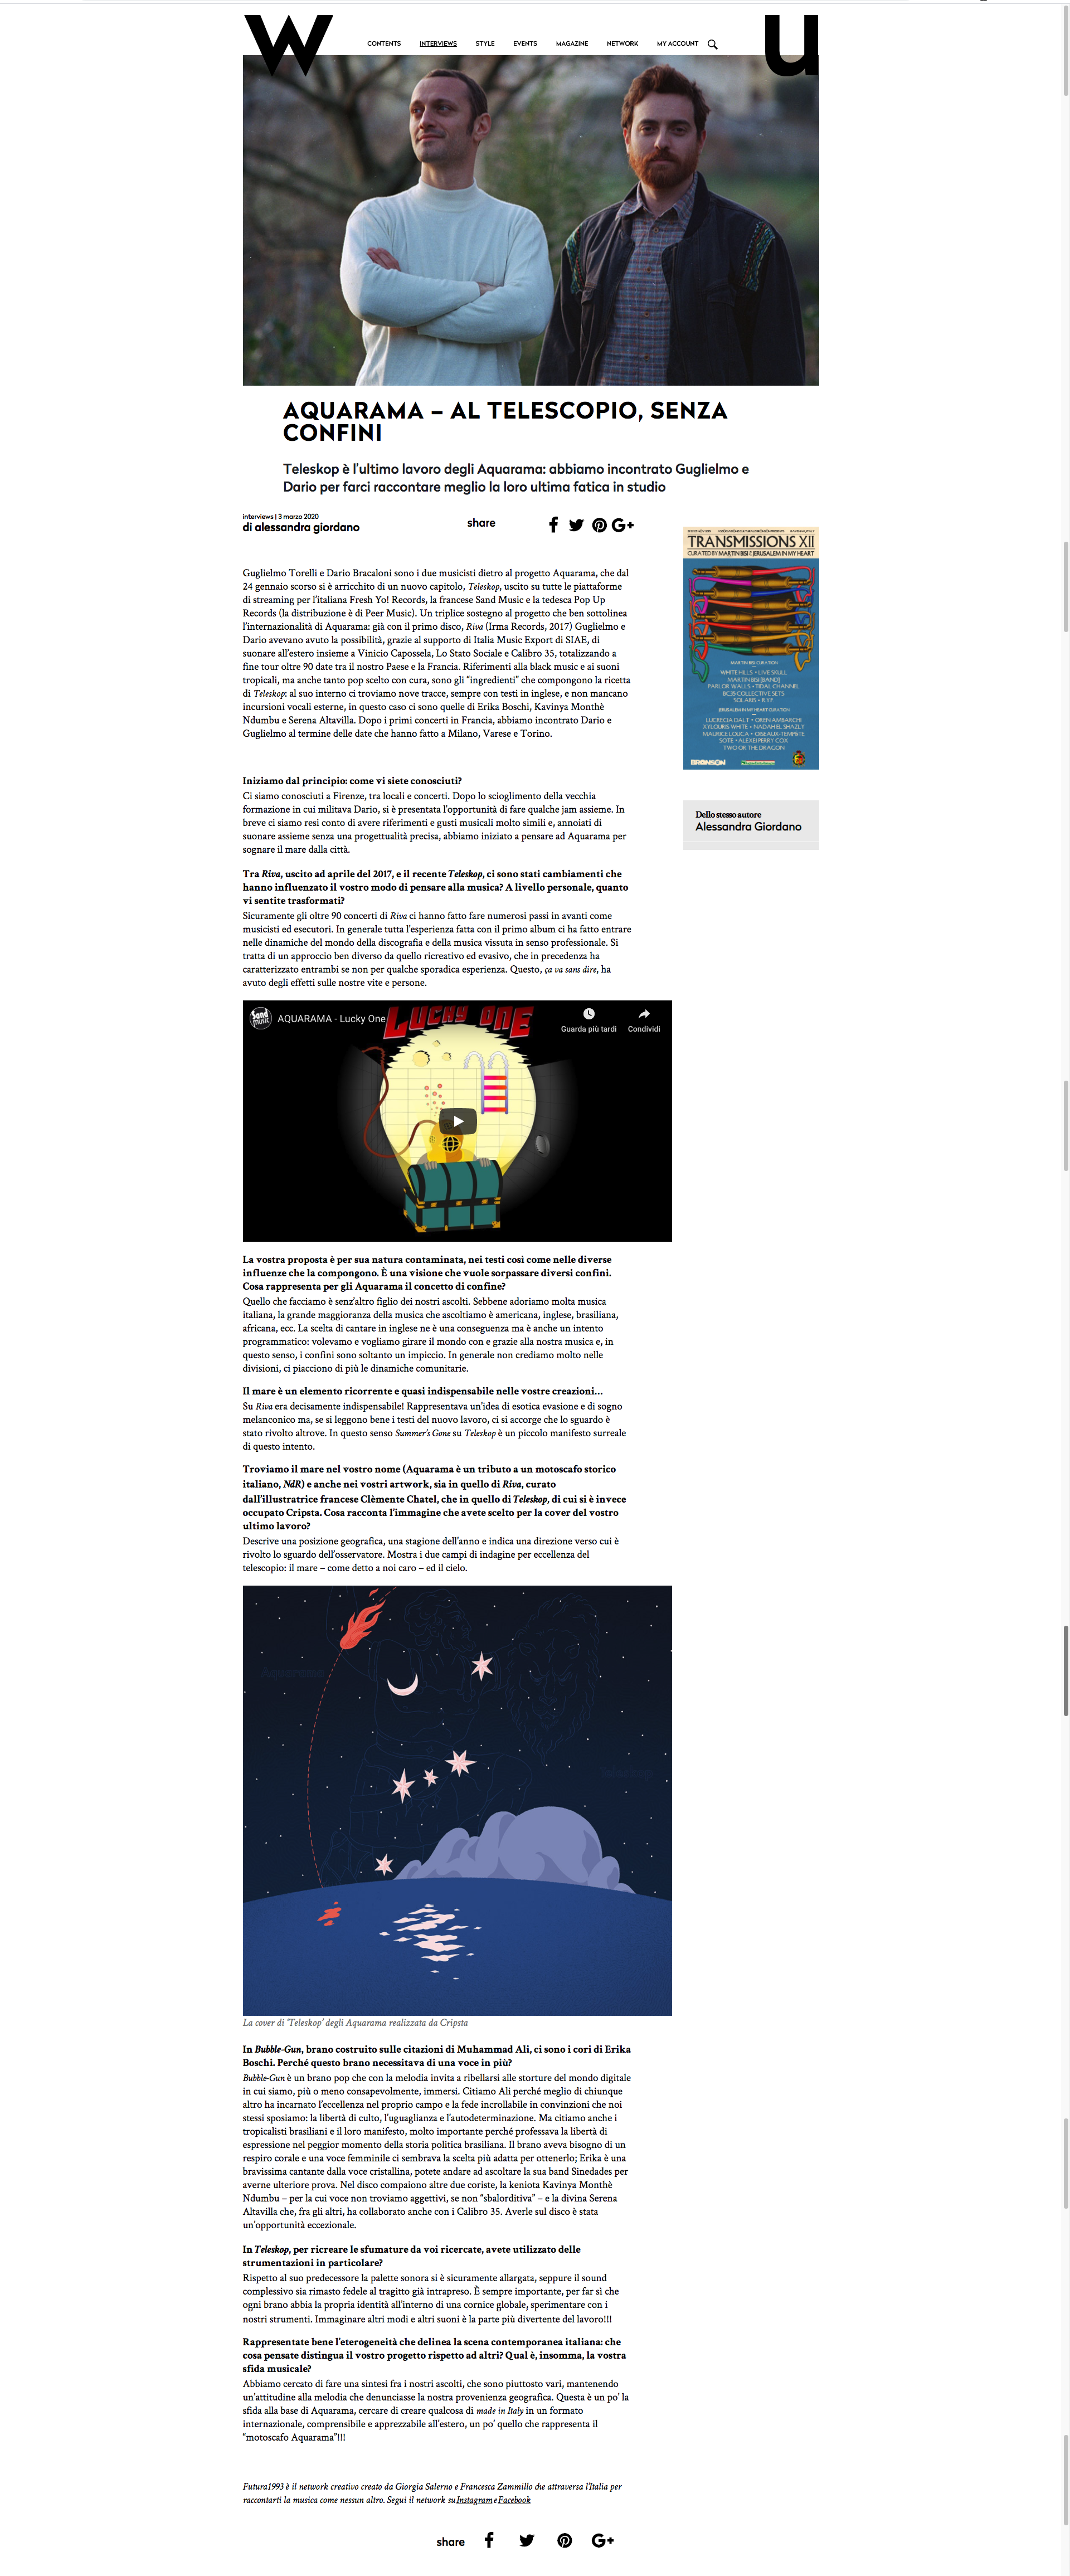 w u
CONTENTS INTERVIEWS STYLE EVENTS MAGAZINE NETWORK MY ACCOUNT
AQUARAMA – AL TELESCOPIO, SENZA
CONFINI
Teleskop è l'ultimo lavoro degli Aquarama: abbiamo incontrato Guglielmo e
Dario per farci raccontare meglio la loro ultima fatica in studio
interviews | 3 marzo 2020
di alessandra giordano
share
Guglielmo Torelli e Dario Bracaloni sono i due musicisti dietro al progetto Aquarama, che dal
24 gennaio scorso si è arricchito di un nuovo capitolo, Teleskop, uscito su tutte le piattaforme
di streaming per l'italiana Fresh Yo! Records, la francese Sand Music e la tedesca Pop Up
Records (la distribuzione è di Peer Music). Un triplice sostegno al progetto che ben sottolinea
l'internazionalità di Aquarama: già con il primo disco, Riva (Irma Records, 2017) Guglielmo e
Dario avevano avuto la possibilità, grazie al supporto di Italia Music Export di SIAE, di
suonare all'estero insieme a Vinicio Capossela, Lo Stato Sociale e Calibro 35, totalizzando a
fine tour oltre 90 date tra il nostro Paese e la Francia. Riferimenti alla black music e ai suoni
tropicali, ma anche tanto pop scelto con cura, sono gli “ingredienti” che compongono la ricetta
di Teleskop: al suo interno ci troviamo nove tracce, sempre con testi in inglese, e non mancano
incursioni vocali esterne, in questo caso ci sono quelle di Erika Boschi, Kavinya Monthè
Ndumbu e Serena Altavilla. Dopo i primi concerti in Francia, abbiamo incontrato Dario e
Guglielmo al termine delle date che hanno fatto a Milano, Varese e Torino.
TRANSMISSIONS XII
CURATED BY MARTIN BISI & JERUSALEM IN MY HEART
MARTIN BISI CURATION
WHITE HILLS • LIVE SKULL
MARTIN BISI [BAND]
PARLOR WALLS • TIDAL CHANNEL
BC35 COLLECTIVE SETS
SOLARIS • R.Y.F.
JERUSALEM IN MY HEART CURATION
LUCRECIA DALT • OREN AMBARCHI
XYLOURIS WHITE • NADAH EL SHAZLY
MAURICE LOUCA • OISEAUX-TEMPÊTE
SOTE • ALEXEI PERRY COX
TWO OR THE DRAGON
BRONSON
Dello stesso autore
Alessandra Giordano
Iniziamo dal principio: come vi siete conosciuti?
Ci siamo conosciuti a Firenze, tra locali e concerti. Dopo lo scioglimento della vecchia
formazione in cui militava Dario, si è presentata l'opportunità di fare qualche jam assieme. In
breve ci siamo resi conto di avere riferimenti e gusti musicali molto simili e, annoiati di
suonare assieme senza una progettualità precisa, abbiamo iniziato a pensare ad Aquarama per
sognare il mare dalla città.
Tra Riva, uscito ad aprile del 2017, e il recente Teleskop, ci sono stati cambiamenti che
hanno influenzato il vostro modo di pensare alla musica? A livello personale, quanto
vi sentite trasformati?
Sicuramente gli oltre 90 concerti di Riva ci hanno fatto fare numerosi passi in avanti come
musicisti ed esecutori. In generale tutta l'esperienza fatta con il primo album ci ha fatto entrare
nelle dinamiche del mondo della discografia e della musica vissuta in senso professionale. Si
tratta di un approccio ben diverso da quello ricreativo ed evasivo, che in precedenza ha
caratterizzato entrambi se non per qualche sporadica esperienza. Questo, ça va sans dire, ha
avuto degli effetti sulle nostre vite e persone.
Sand music
AQUARAMA - Lucky One
LUCKY ONE
Guarda più tardi
Condividi
La vostra proposta è per sua natura contaminata, nei testi così come nelle diverse
influenze che la compongono. È una visione che vuole sorpassare diversi confini.
Cosa rappresenta per gli Aquarama il concetto di confine?
Quello che facciamo è senz'altro figlio dei nostri ascolti. Sebbene adoriamo molta musica
italiana, la grande maggioranza della musica che ascoltiamo è americana, inglese, brasiliana,
africana, ecc. La scelta di cantare in inglese ne è una conseguenza ma è anche un intento
programmatico: volevamo e vogliamo girare il mondo con e grazie alla nostra musica e, in
questo senso, i confini sono soltanto un impiccio. In generale non crediamo molto nelle
divisioni, ci piacciono di più le dinamiche comunitarie.
Il mare è un elemento ricorrente e quasi indispensabile nelle vostre creazioni…
Su Riva era decisamente indispensabile! Rappresentava un'idea di esotica evasione e di sogno
melanconico ma, se si leggono bene i testi del nuovo lavoro, ci si accorge che lo sguardo è
stato rivolto altrove. In questo senso Summer's Gone su Teleskop è un piccolo manifesto surreale
di questo intento.
Troviamo il mare nel vostro nome (Aquarama è un tributo a un motoscafo storico
italiano, NdR) e anche nei vostri artwork, sia in quello di Riva, curato
dall'illustratrice francese Clèmente Chatel, che in quello di Teleskop, di cui si è invece
occupato Cripsta. Cosa racconta l'immagine che avete scelto per la cover del vostro
ultimo lavoro?
Descrive una posizione geografica, una stagione dell'anno e indica una direzione verso cui è
rivolto lo sguardo dell'osservatore. Mostra i due campi di indagine per eccellenza del
telescopio: il mare – come detto a noi caro – ed il cielo.
Aquarama
Teleskop
La cover di 'Teleskop' degli Aquarama realizzata da Cripsta
In Bubble-Gun, brano costruito sulle citazioni di Muhammad Ali, ci sono i cori di Erika
Boschi. Perché questo brano necessitava di una voce in più?
Bubble-Gun è un brano pop che con la melodia invita a ribellarsi alle storture del mondo digitale
in cui siamo, più o meno consapevolmente, immersi. Citiamo Ali perché meglio di chiunque
altro ha incarnato l'eccellenza nel proprio campo e la fede incrollabile in convinzioni che noi
stessi sposiamo: la libertà di culto, l'uguaglianza e l'autodeterminazione. Ma citiamo anche i
tropicalisti brasiliani e il loro manifesto, molto importante perché professava la libertà di
espressione nel peggior momento della storia politica brasiliana. Il brano aveva bisogno di un
respiro corale e una voce femminile ci sembrava la scelta più adatta per ottenerlo; Erika è una
bravissima cantante dalla voce cristallina, potete andare ad ascoltare la sua band Sinedades per
averne ulteriore prova. Nel disco compaiono altre due coriste, la keniota Kavinya Monthè
Ndumbu – per la cui voce non troviamo aggettivi, se non “sbalorditiva” – e la divina Serena
Altavilla che, fra gli altri, ha collaborato anche con i Calibro 35. Averle sul disco è stata
un'opportunità eccezionale.
In Teleskop, per ricreare le sfumature da voi ricercate, avete utilizzato delle
strumentazioni in particolare?
Rispetto al suo predecessore la palette sonora si è sicuramente allargata, seppure il sound
complessivo sia rimasto fedele al tragitto già intrapreso. È sempre importante, per far sì che
ogni brano abbia la propria identità all'interno di una cornice globale, sperimentare con i
nostri strumenti. Immaginare altri modi e altri suoni è la parte più divertente del lavoro!!!
Rappresentate bene l'eterogeneità che delinea la scena contemporanea italiana: che
cosa pensate distingua il vostro progetto rispetto ad altri? Qual è, insomma, la vostra
sfida musicale?
Abbiamo cercato di fare una sintesi fra i nostri ascolti, che sono piuttosto vari, mantenendo
un'attitudine alla melodia che denunciasse la nostra provenienza geografica. Questa è un po' la
sfida alla base di Aquarama, cercare di creare qualcosa di made in Italy in un formato
internazionale, comprensibile e apprezzabile all'estero, un po' quello che rappresenta il
“motoscafo Aquarama”!!!
Futura1993 è il network creativo creato da Giorgia Salerno e Francesca Zammillo che attraversa l'Italia per
raccontarti la musica come nessun altro. Segui il network su Instagram e Facebook
share